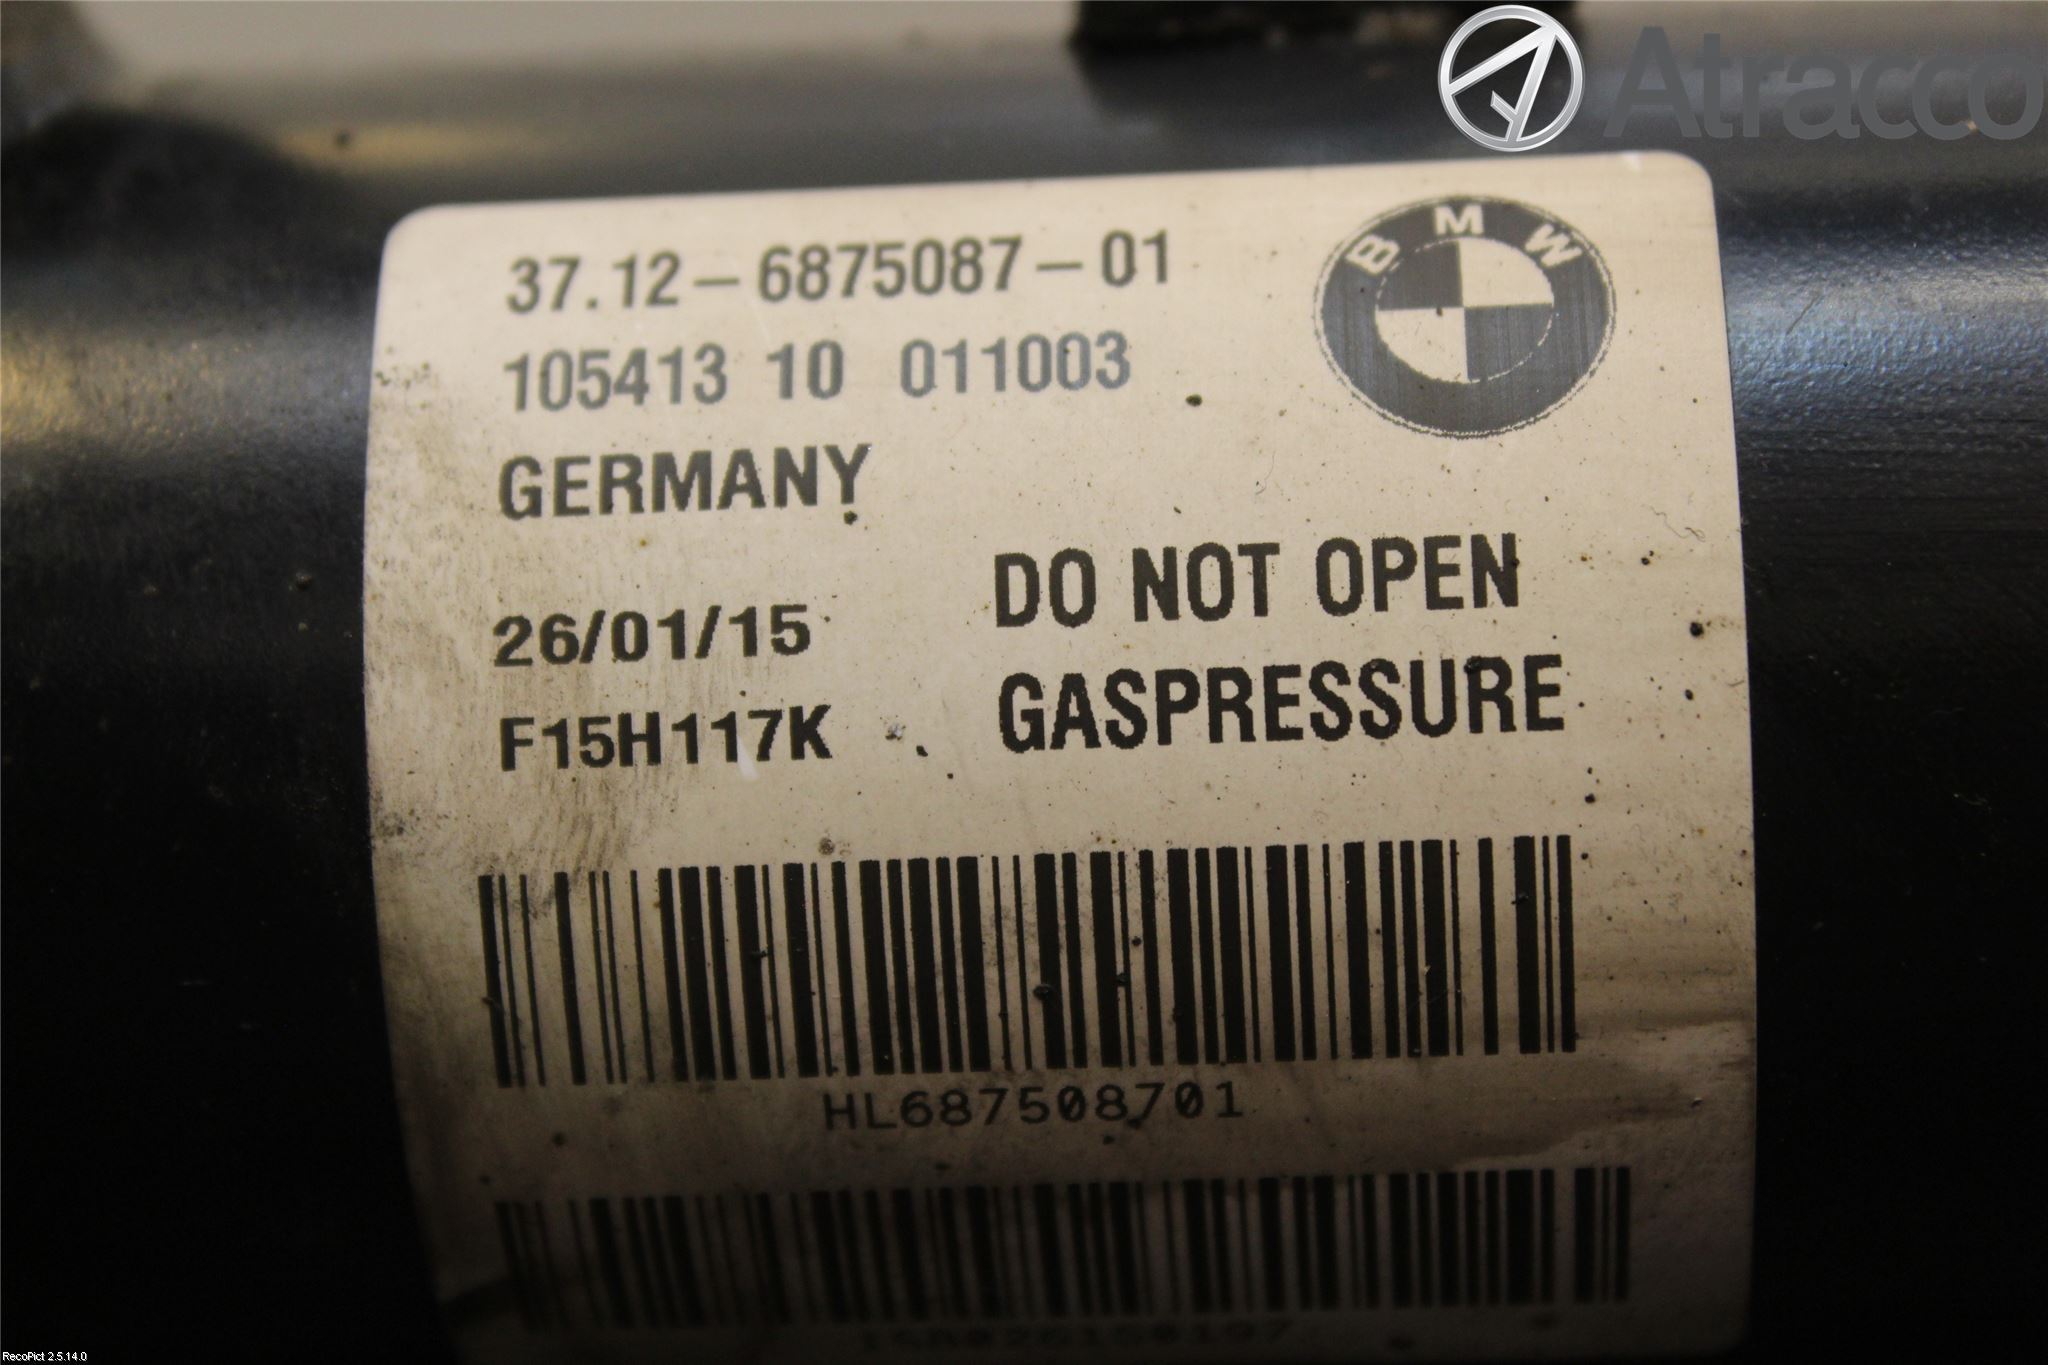 Atracco
BMW
37.12-6875087-01
105413 10 011003
GERMANY
DO NOT OPEN
26/01/15
GASPRESSURE
F15H117K
HL687508701
RecoPict 2.5.14.0